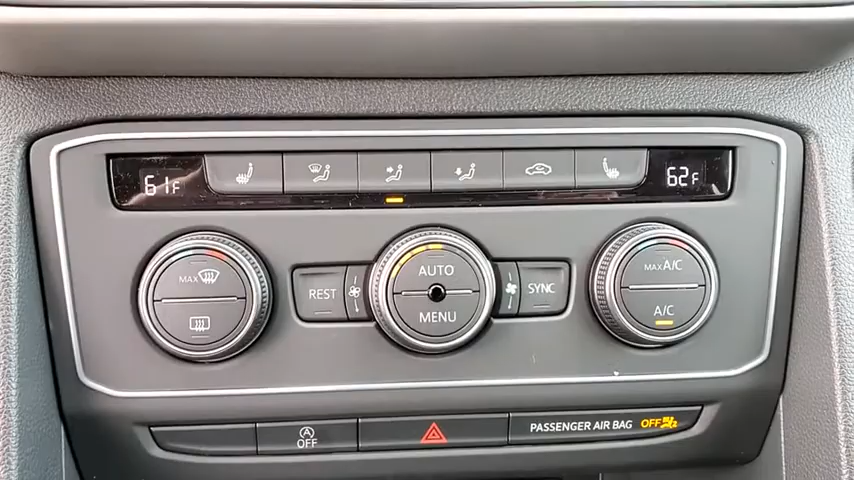 61F
62F
MAX
REST
AUTO
MENU
SYNC
MAX A/C
A/C
OFF
PASSENGER AIR BAG OFF